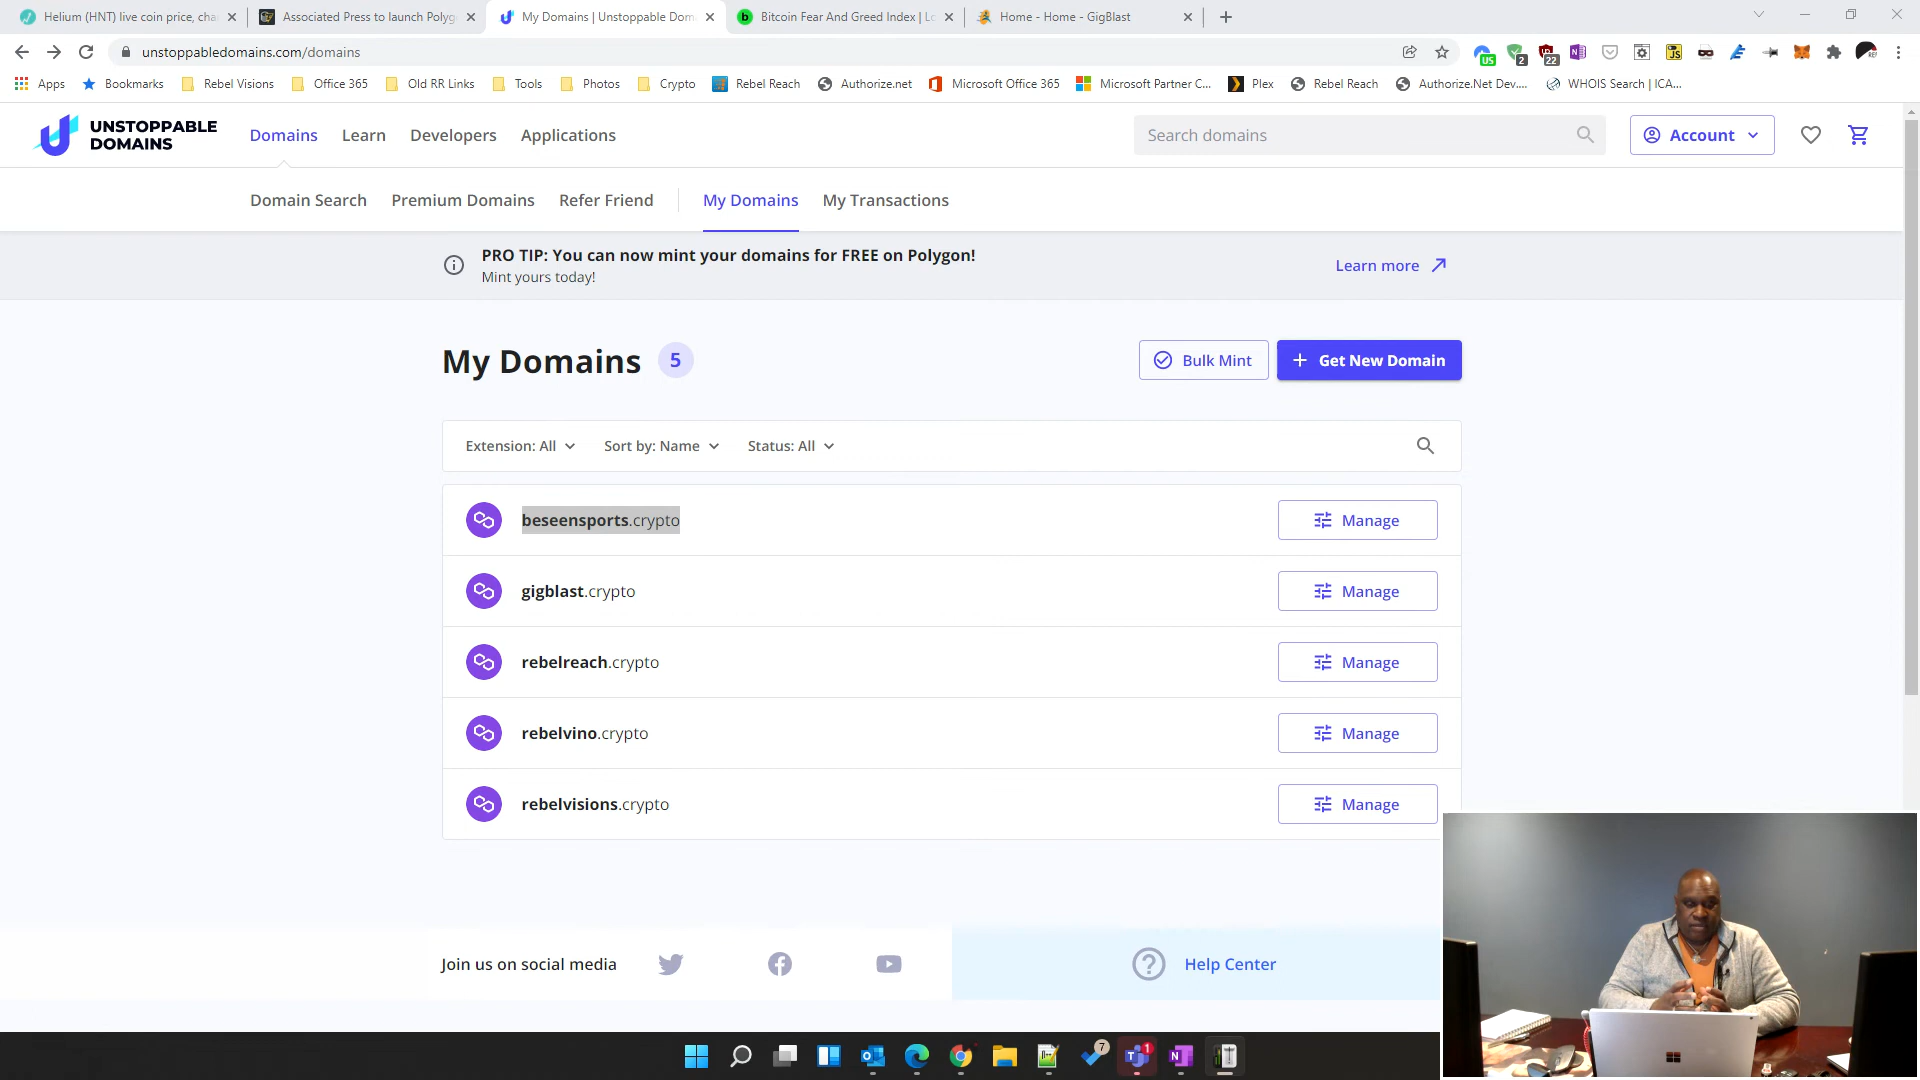 Helium (HNT) live coin price, cha
Associated Press to launch Polyg
My Domains | Unstoppable Dom
Bitcoin Fear And Greed Index | Lo
Home - Home - GigBlast
unstoppabledomains.com/domains
US
2
22
JS
Apps
Bookmarks
Rebel Visions
Office 365
Old RR Links
Tools
Photos
Crypto
Rebel Reach
Authorize.net
Microsoft Office 365
Microsoft Partner C...
Plex
Rebel Reach
Authorize.Net Dev....
WHOIS Search | ICA...
UNSTOPPABLE
DOMAINS
Domains
Learn
Developers
Applications
Search domains
Account
Domain Search
Premium Domains
Refer Friend
My Domains
My Transactions
PRO TIP: You can now mint your domains for FREE on Polygon!
Mint yours today!
Learn more
My Domains 5
Bulk Mint
+ Get New Domain
Extension: All
Sort by: Name
Status: All
beseensports.crypto
Manage
gigblast.crypto
Manage
rebelreach.crypto
Manage
rebelvino.crypto
Manage
rebelvisions.crypto
Manage
Join us on social media
Help Center
7
1